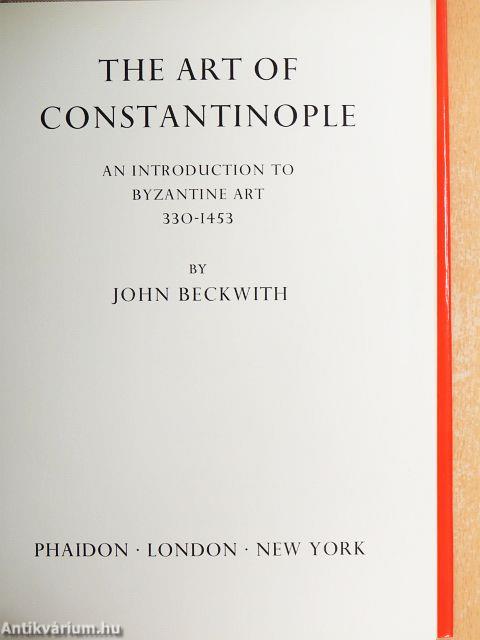 THE ART OF
CONSTANTINOPLE
AN INTRODUCTION TO
BYZANTINE ART
330-1453
BY
JOHN BECKWITH
PHAIDON · LONDON · NEW YORK
Antikvárium.hu